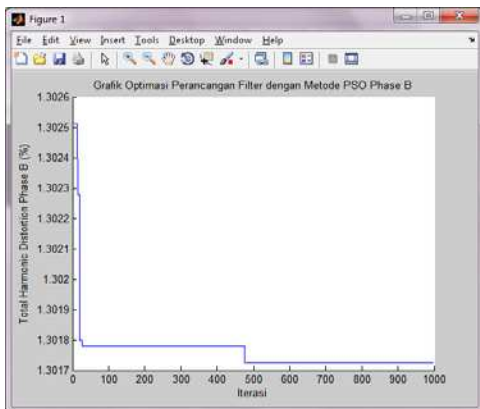 Figure 1
File Edit View Insert Tools Desktop Window Help
Grafik Optimasi Perancangan Filter dengan Metode PSO Phase B
Total Harmonic Distortion Phase B (%)
1.3026
1.3025
1.3024
1.3023
1.3022
1.3021
1.302
1.3019
1.3018
1.3017
0 100 200 300 400 500 600 700 800 900 1000
Iterasi